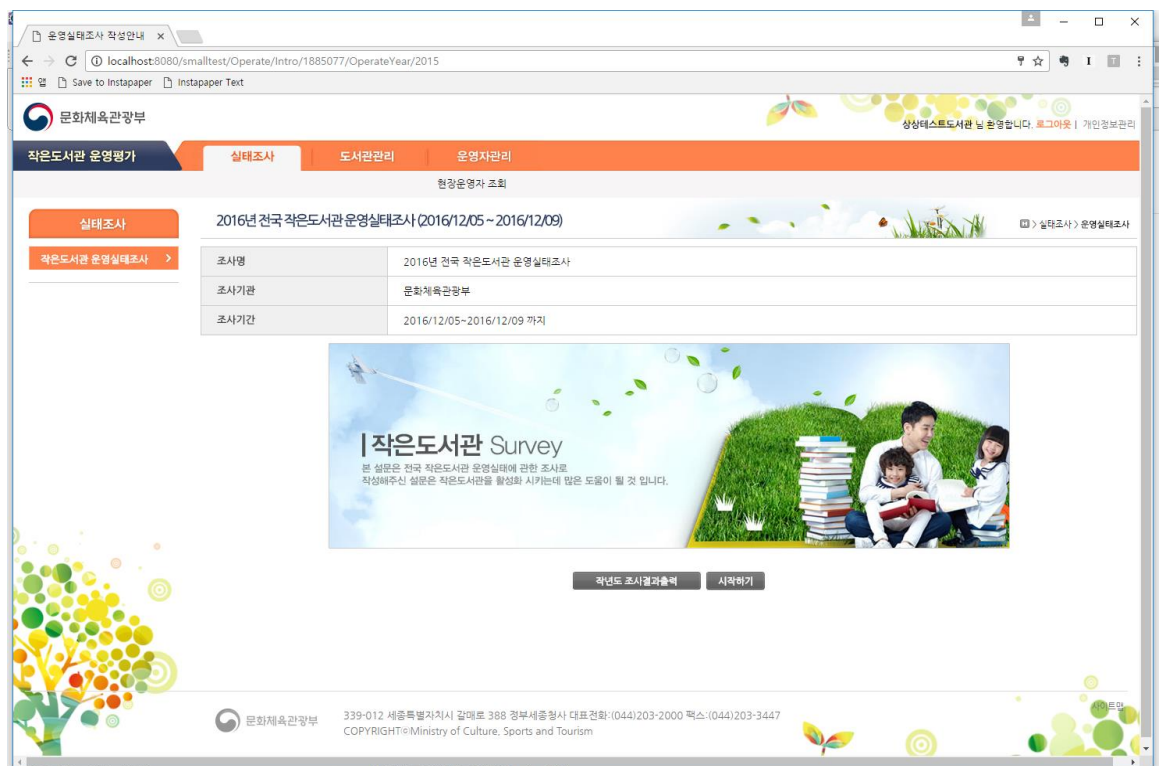 운영실태조사 작성안내
localhost:8080/smalltest/Operate/Intro/1885077/OperateYear/2015
앱 Save to Instapaper Instapaper Text
문화체육관광부
상상테스트도서관 님 환영합니다. 로그아웃 | 개인정보관리
작은도서관 운영평가 실태조사 도서관관리 운영자관리
현장운영자 조회
실태조사
2016년 전국 작은도서관 운영실태조사 (2016/12/05 ~ 2016/12/09)
> 실태조사 > 운영실태조사
작은도서관 운영실태조사 >
조사명 2016년 전국 작은도서관 운영실태조사
조사기관 문화체육관광부
조사기간 2016/12/05~2016/12/09 까지
작은도서관 Survey
본 설문은 전국 작은도서관 운영실태에 관한 조사로
작성해주신 설문은 작은도서관을 활성화 시키는데 많은 도움이 될 것 입니다.
작년도 조사결과출력 시작하기
사이트맵
문화체육관광부
339-012 세종특별자치시 갈매로 388 정부세종청사 대표전화:(044)203-2000 팩스:(044)203-3447
COPYRIGHT©Ministry of Culture, Sports and Tourism